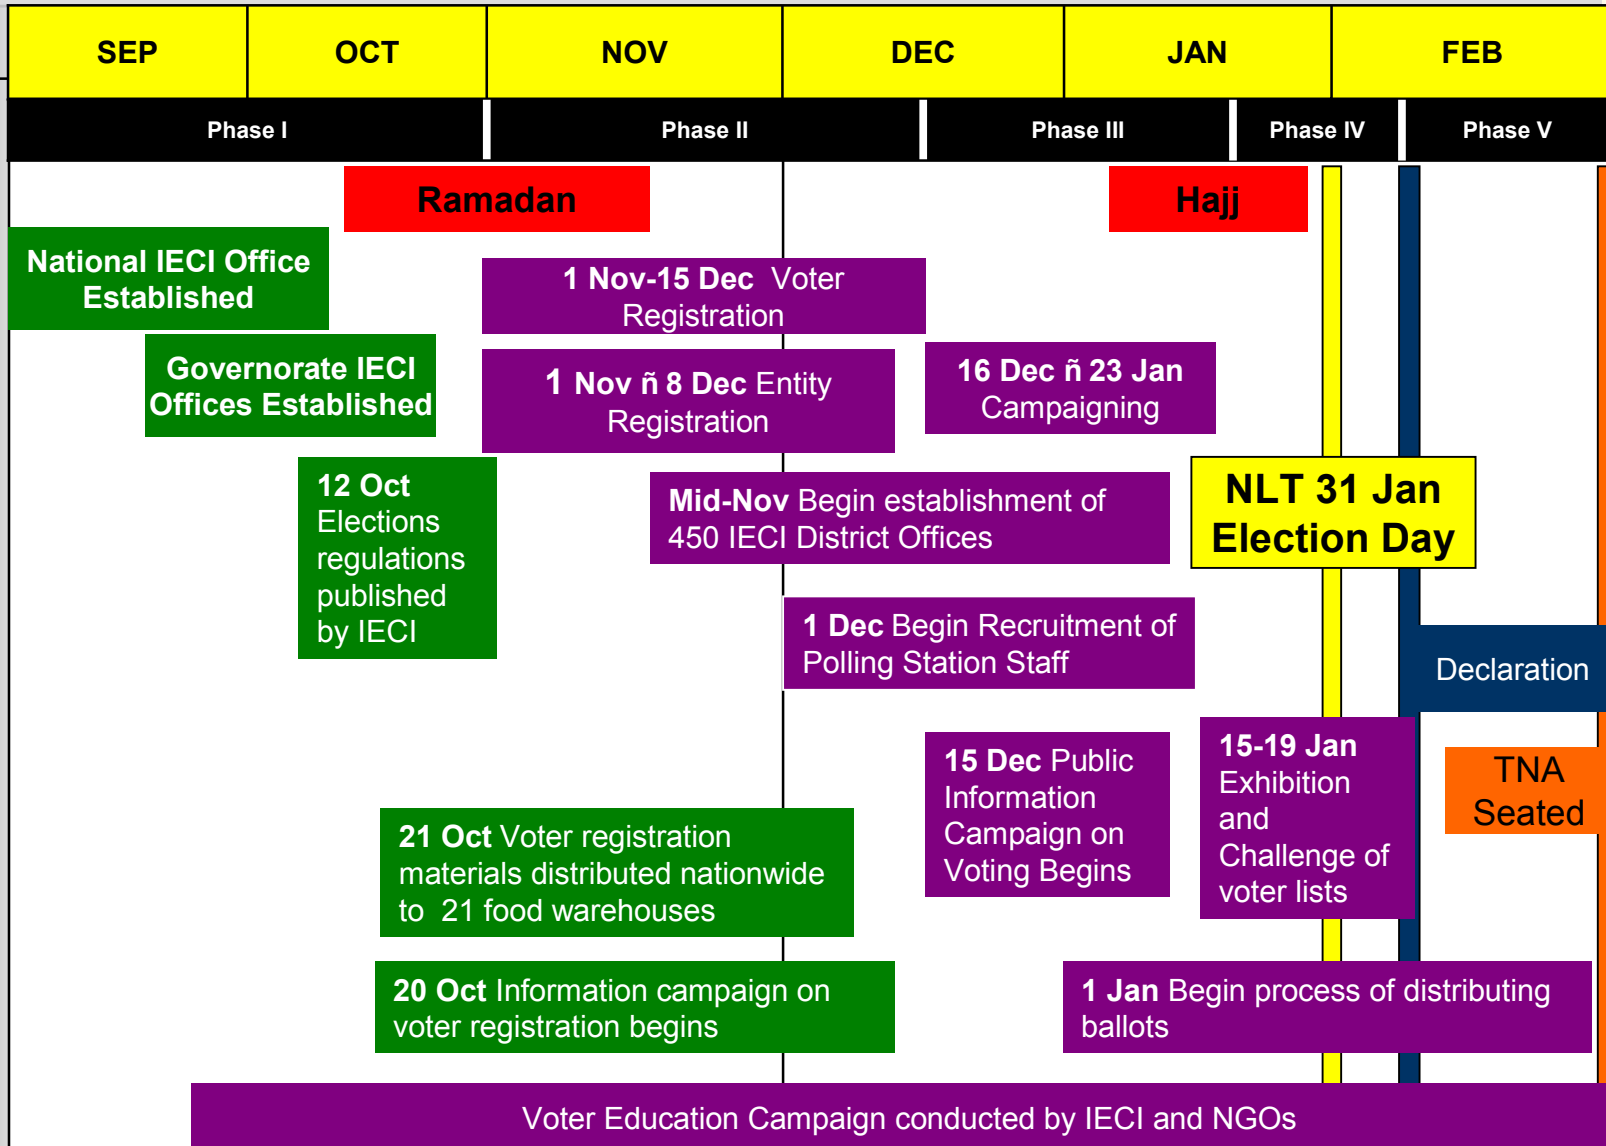 SEP OCT NOV DEC JAN FEB
Phase I Phase II Phase III Phase IV Phase V
Ramadan Hajj
National IECI Office
Established
1 Nov-15 Dec Voter
Registration
Governorate IECI
Offices Established
1 Nov ñ 8 Dec Entity
Registration
16 Dec ñ 23 Jan
Campaigning
12 Oct
Elections
regulations
published
by IECI
Mid-Nov Begin establishment of
450 IECI District Offices
NLT 31 Jan
Election Day
1 Dec Begin Recruitment of
Polling Station Staff
Declaration
15 Dec Public
Information
Campaign on
Voting Begins
15-19 Jan
Exhibition
and
Challenge of
voter lists
TNA
Seated
21 Oct Voter registration
materials distributed nationwide
to 21 food warehouses
20 Oct Information campaign on
voter registration begins
1 Jan Begin process of distributing
ballots
Voter Education Campaign conducted by IECI and NGOs